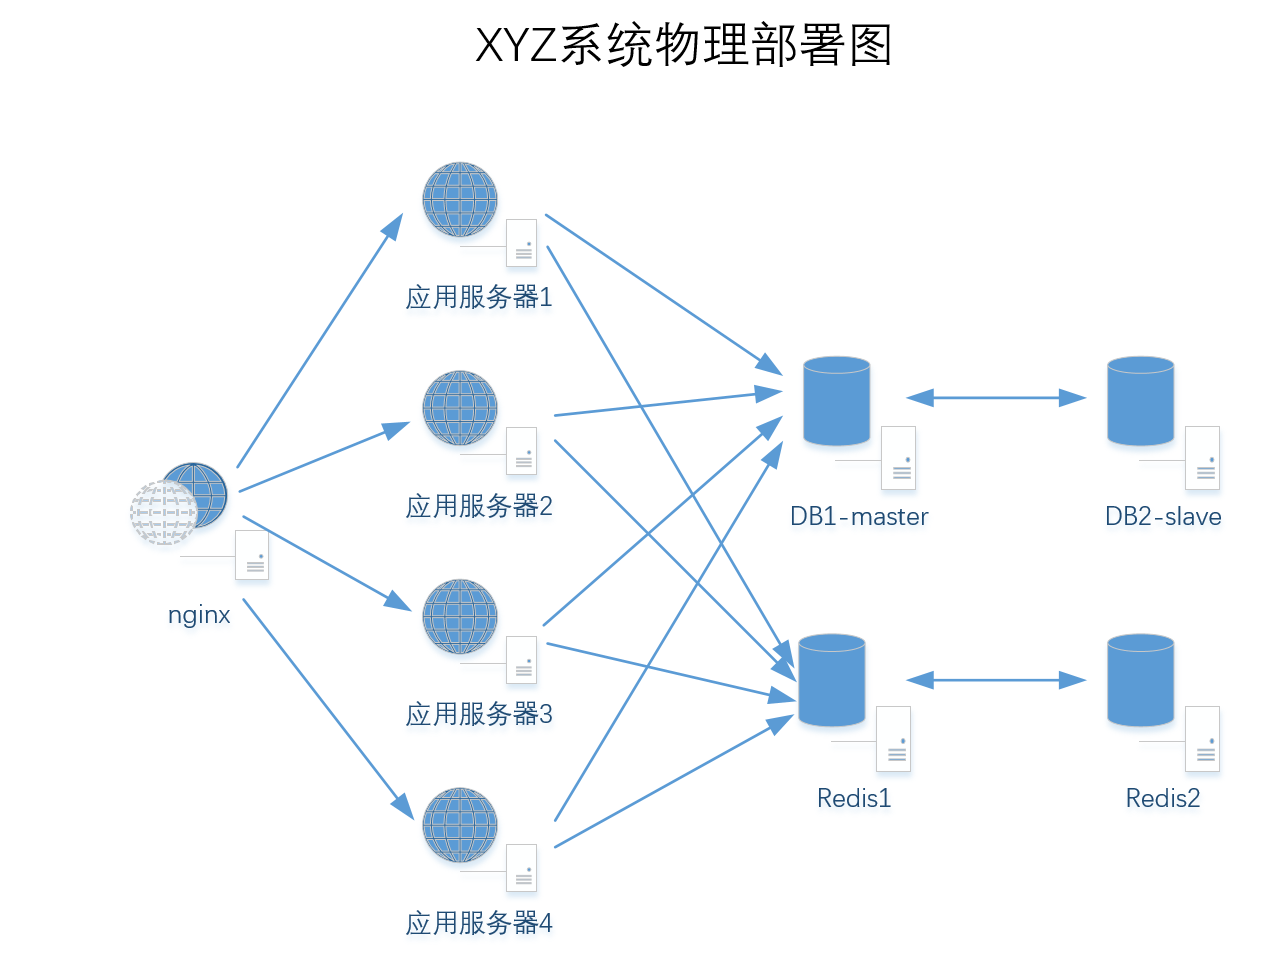 XYZ系统物理部署图
应用服务器1
应用服务器2
DB1-master
DB2-slave
nginx
应用服务器3
Redis1
Redis2
应用服务器4